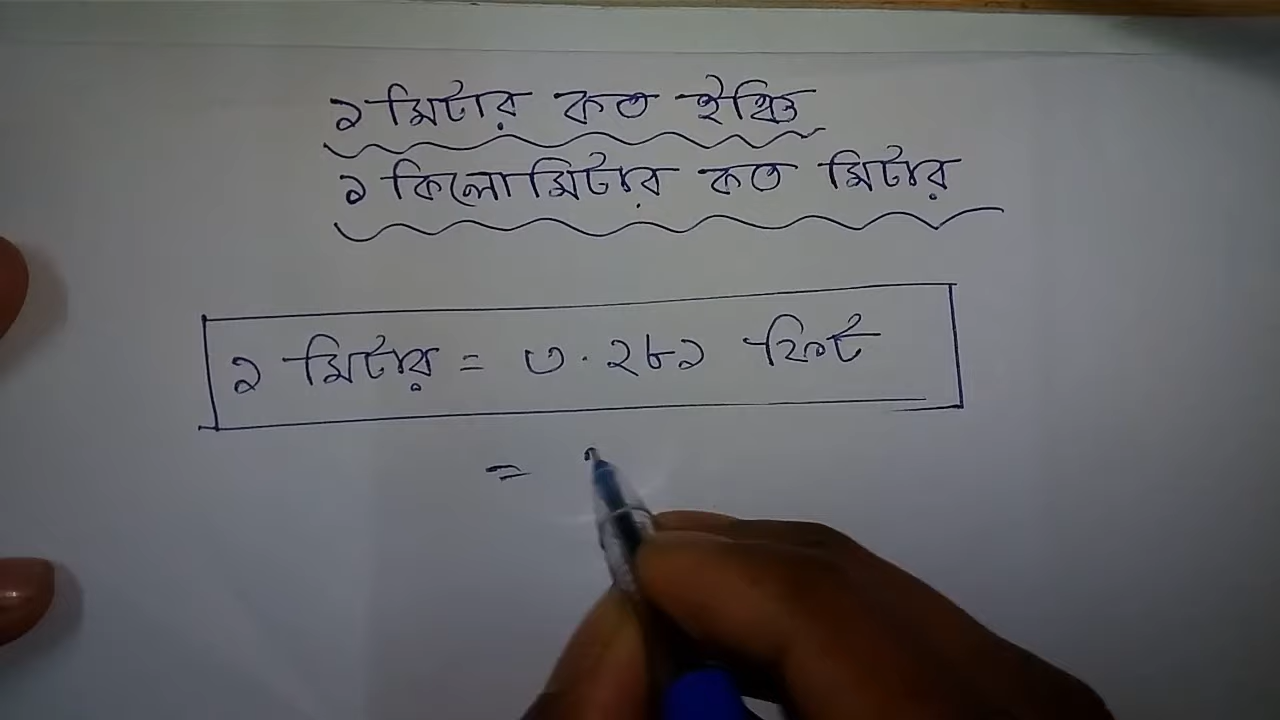 ১ মিটার কত ইঞ্চি
১ কিলোমিটার কত মিটার
১ মিটার = ৩.২৮১ ফিট
=